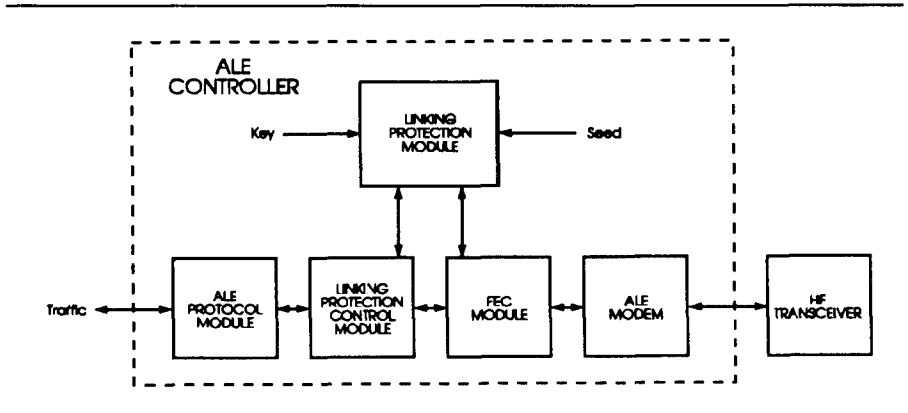 ALE
CONTROLLER
LINKING
PROTECTION
MODULE
Key
Seed
Traffic
ALE
PROTOCOL
MODULE
LINKING
PROTECTION
CONTROL
MODULE
FEC
MODULE
ALE
MODEM
HF
TRANSCEIVER